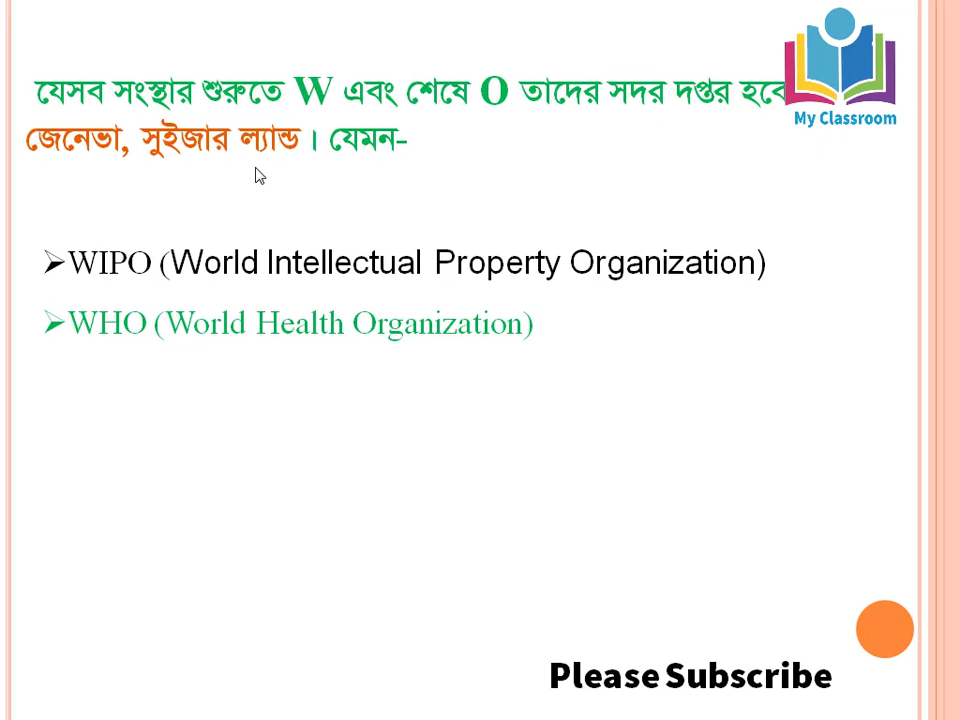 যেসব সংস্থার শুরুতে W এবং শেষে O তাদের সদর দপ্তর হবে
জেনেভা, সুইজার ল্যান্ড । যেমন-
My Classroom
➢WIPO (World Intellectual Property Organization)
➢WHO (World Health Organization)
Please Subscribe